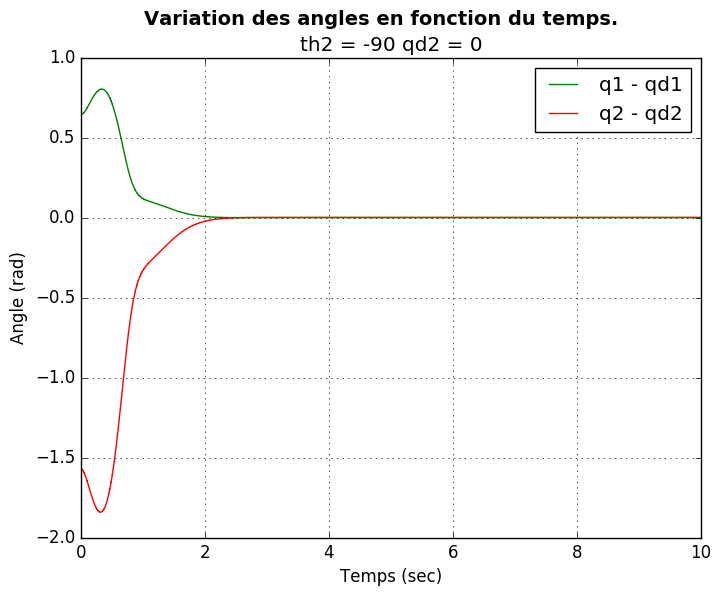 Variation des angles en fonction du temps.
th2 = -90 qd2 = 0
q1 - qd1
q2 - qd2
1.0
0.5
0.0
−0.5
−1.0
−1.5
−2.0
Angle (rad)
0 2 4 6 8 10
Temps (sec)